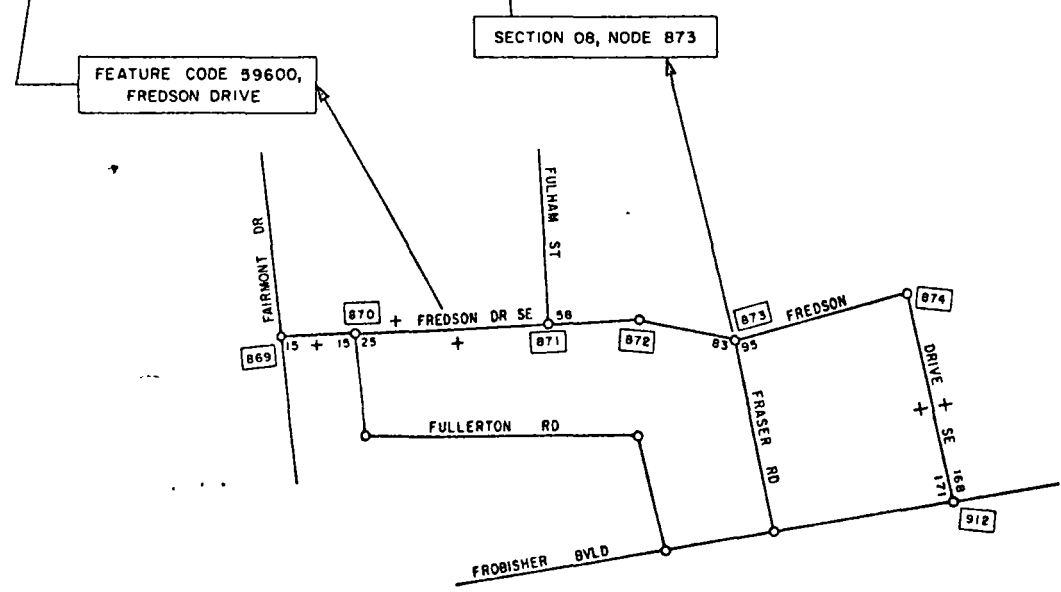 SECTION 08, NODE 873
FEATURE CODE 59600,
FREDSON DRIVE
FAIRMONT DR
FULHAM ST
869
15
15
870
25
FREDSON DR SE
58
871
872
83
873
95
FREDSON
874
DRIVE SE
FULLERTON RD
FRASER RD
171
168
912
FROBISHER BVLD